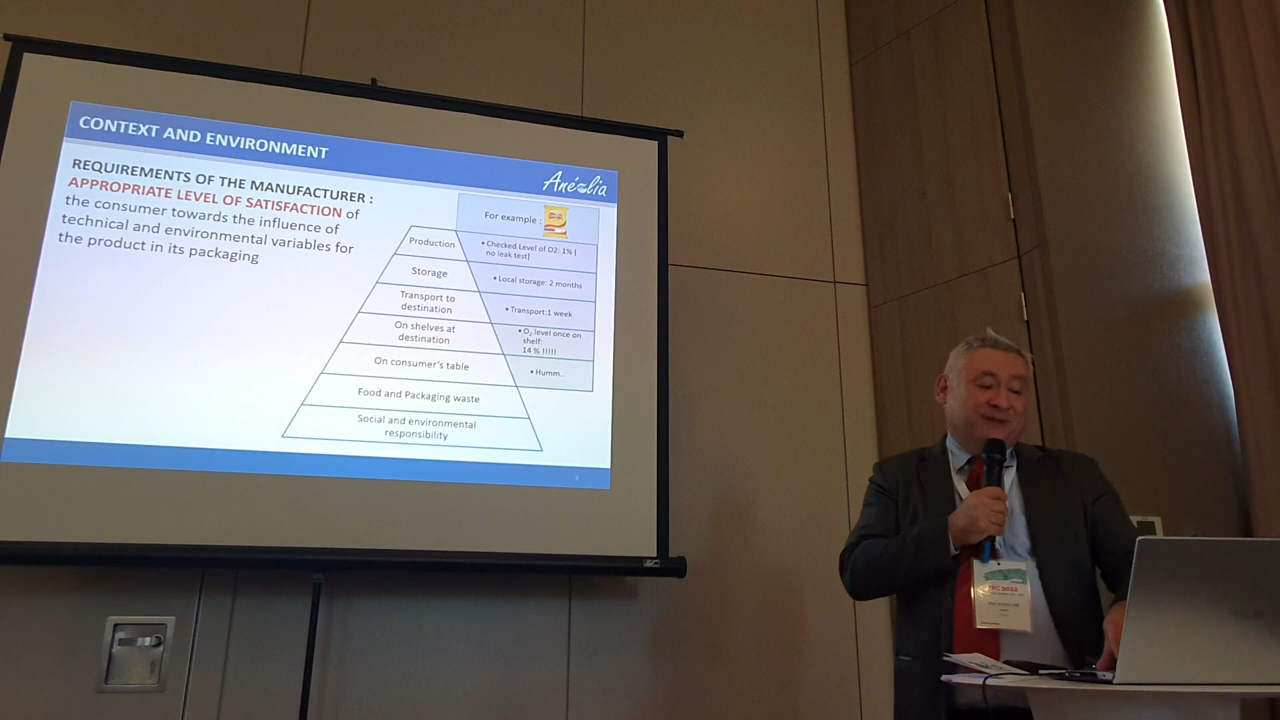 CONTEXT AND ENVIRONMENT
Anéolia
REQUIREMENTS OF THE MANUFACTURER :
APPROPRIATE LEVEL OF SATISFACTION of
the consumer towards the influence of
technical and environmental variables for
the product in its packaging
For example :
Production
• Checked Level of O2: 1% [
no leak test]
Storage
• Local storage: 2 months
Transport to
destination
• Transport:1 week
On shelves at
destination
• O₂ level once on
shelf:
14 % !!!!!
On consumer's table
• Humm..
Food and Packaging waste
Social and environmental
responsibility
2022